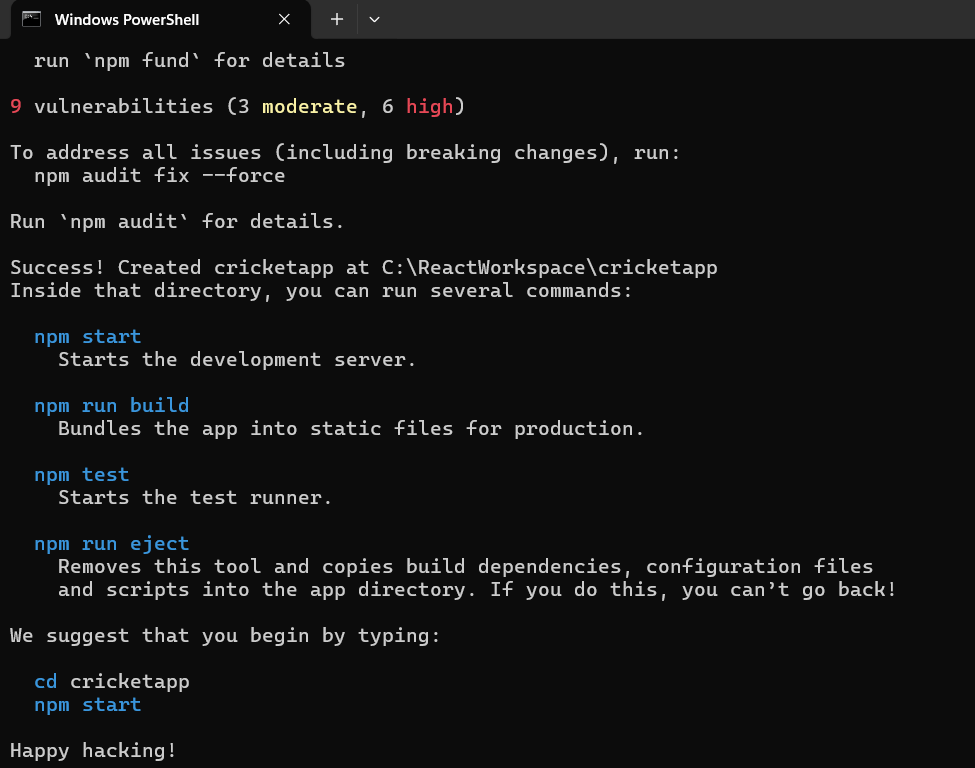 Windows PowerShell
run `npm fund` for details
9 vulnerabilities (3 moderate, 6 high)
To address all issues (including breaking changes), run:
npm audit fix --force
Run `npm audit` for details.
Success! Created cricketapp at C:\ReactWorkspace\cricketapp
Inside that directory, you can run several commands:
npm start
Starts the development server.
npm run build
Bundles the app into static files for production.
npm test
Starts the test runner.
npm run eject
Removes this tool and copies build dependencies, configuration files
and scripts into the app directory. If you do this, you can’t go back!
We suggest that you begin by typing:
cd cricketapp
npm start
Happy hacking!